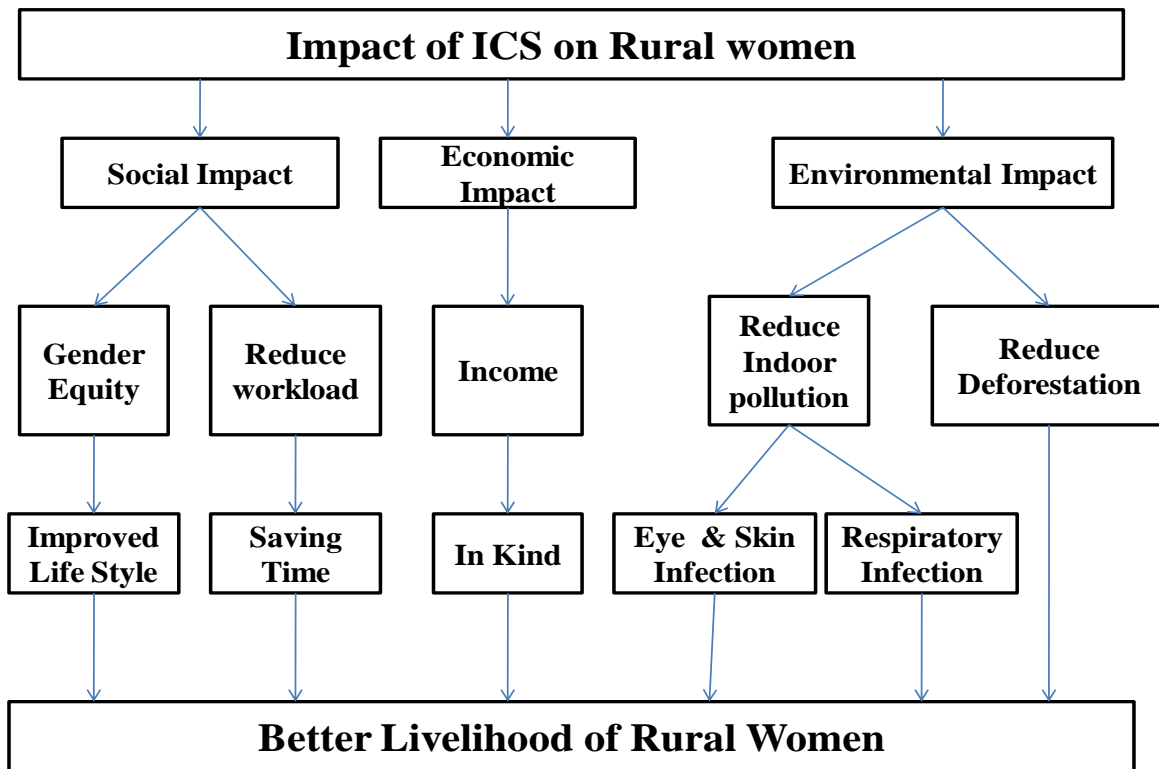 Impact of ICS on Rural women
Social Impact
Economic
Impact
Environmental Impact
Gender
Equity
Reduce
workload
Income
Reduce
Indoor
pollution
Reduce
Deforestation
Improved
Life Style
Saving
Time
In Kind
Eye & Skin
Infection
Respiratory
Infection
Better Livelihood of Rural Women